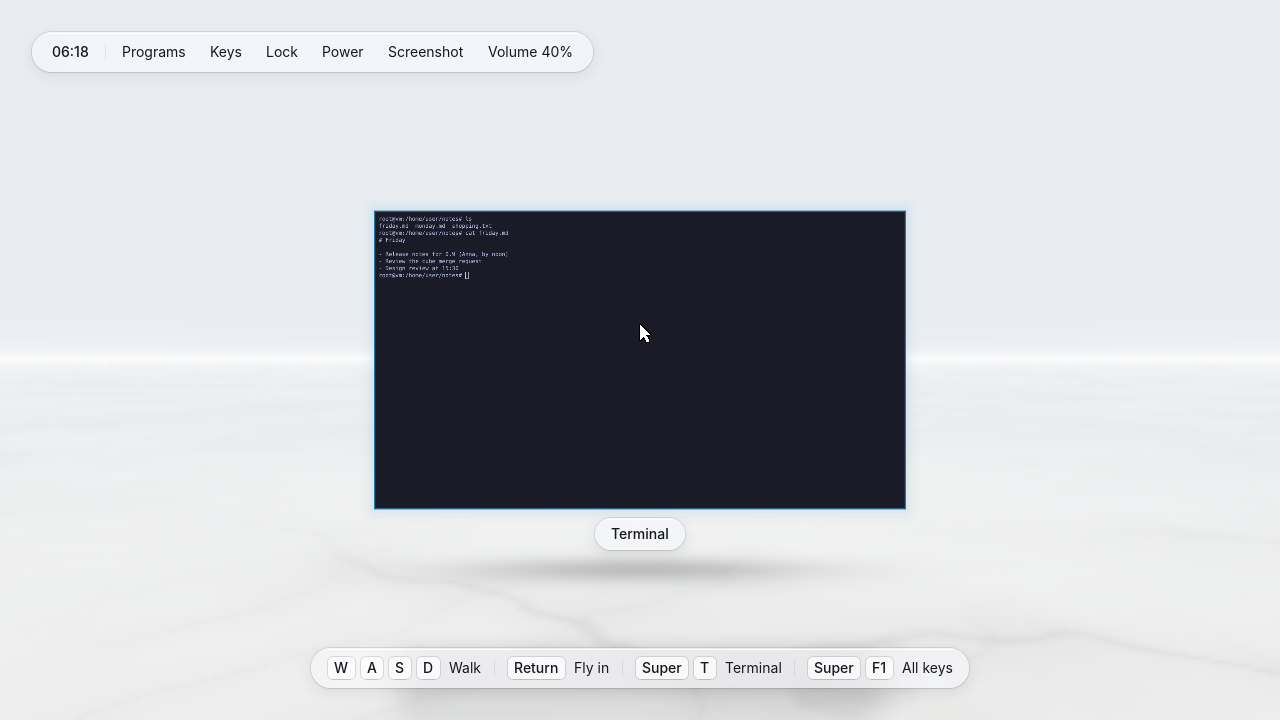 06:18 Programs Keys Lock Power Screenshot Volume 40%
root@vm:/home/user/notes# ls
friday.md monday.md shopping.txt
root@vm:/home/user/notes# cat friday.md
# Friday
- Release notes for 0.9 (Anna, by noon)
- Review the cube merge request
- Design review at 15:30
root@vm:/home/user/notes#
Terminal
W A S D Walk Return Fly in Super T Terminal Super F1 All keys